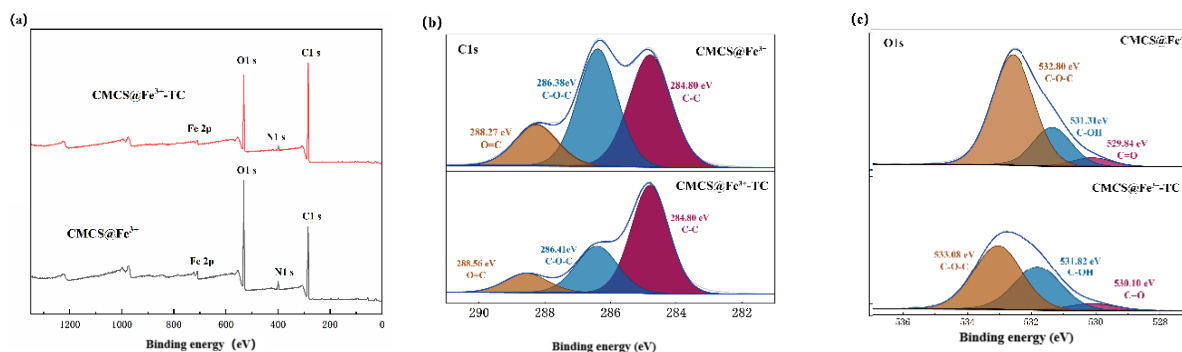 (a)
O1 s
C1 s
CMCS@Fe³⁺-TC
Fe 2p
N1 s
O1 s
C1 s
CMCS@Fe³⁺
Fe 2p
N1 s
1200 1000 800 600 400 200 0
Binding energy (eV)
(b)
C1s
CMCS@Fe³⁺
286.38eV
C-O-C
284.80 eV
C-C
288.27 eV
O=C
CMCS@Fe³⁺-TC
284.80 eV
C-C
286.41eV
C-O-C
288.56 eV
O=C
290 288 286 284 282
Binding energy (eV)
(c)
O1s
CMCS@Fe³
532.80 eV
C-O-C
531.31eV
C-OH
529.84 eV
C=O
CMCS@Fe³⁺-TC
533.08 eV
C-O-C
531.82 eV
C-OH
530.10 eV
C=O
536 534 532 530 528
Binding energy (eV)